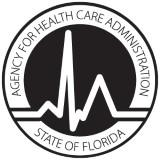 AGENCY FOR HEALTH CARE ADMINISTRATION
STATE OF FLORIDA